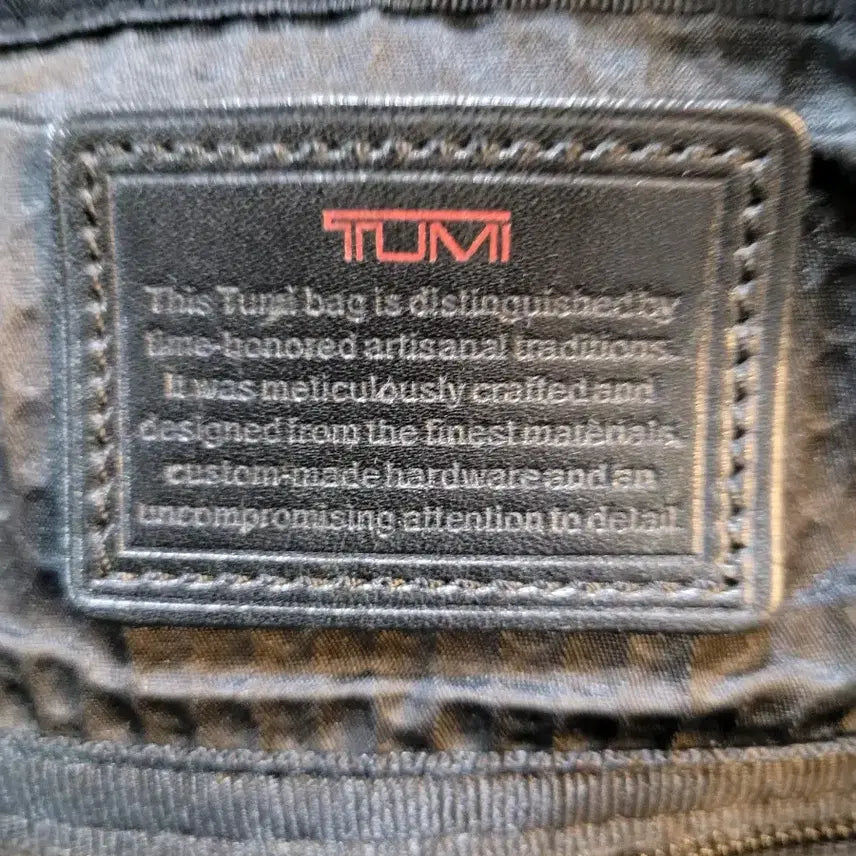 TUMI
This Tumi bag is distinguished by
time-honored artisanal traditions.
It was meticulously crafted and
designed from the finest materials,
custom-made hardware and an
uncompromising attention to detail